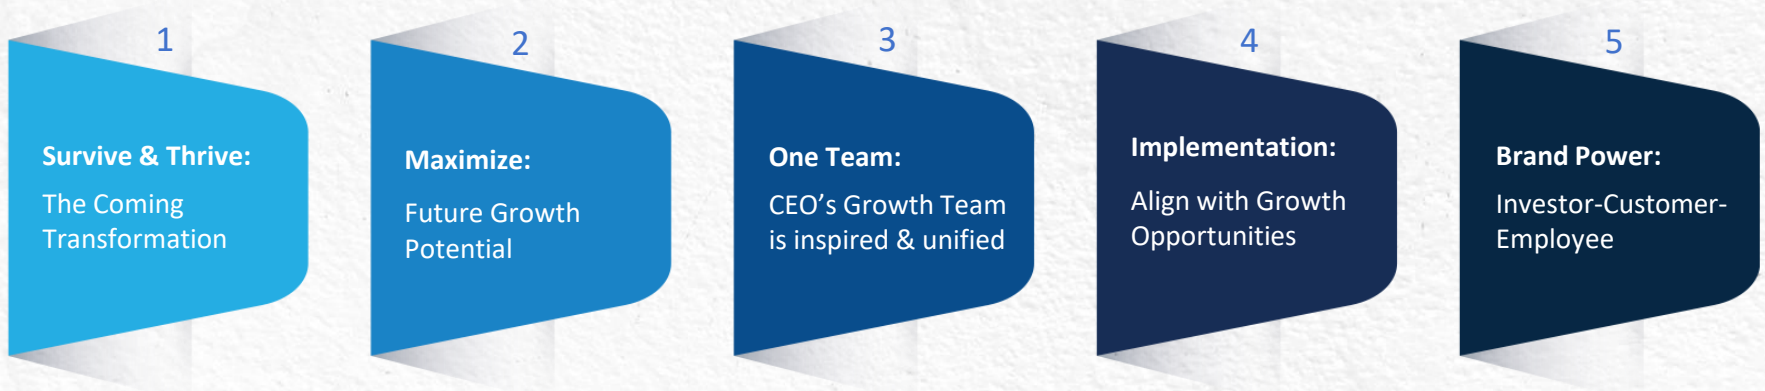 1
Survive & Thrive:
The Coming
Transformation
2
Maximize:
Future Growth
Potential
3
One Team:
CEO’s Growth Team
is inspired & unified
4
Implementation:
Align with Growth
Opportunities
5
Brand Power:
Investor-Customer-
Employee